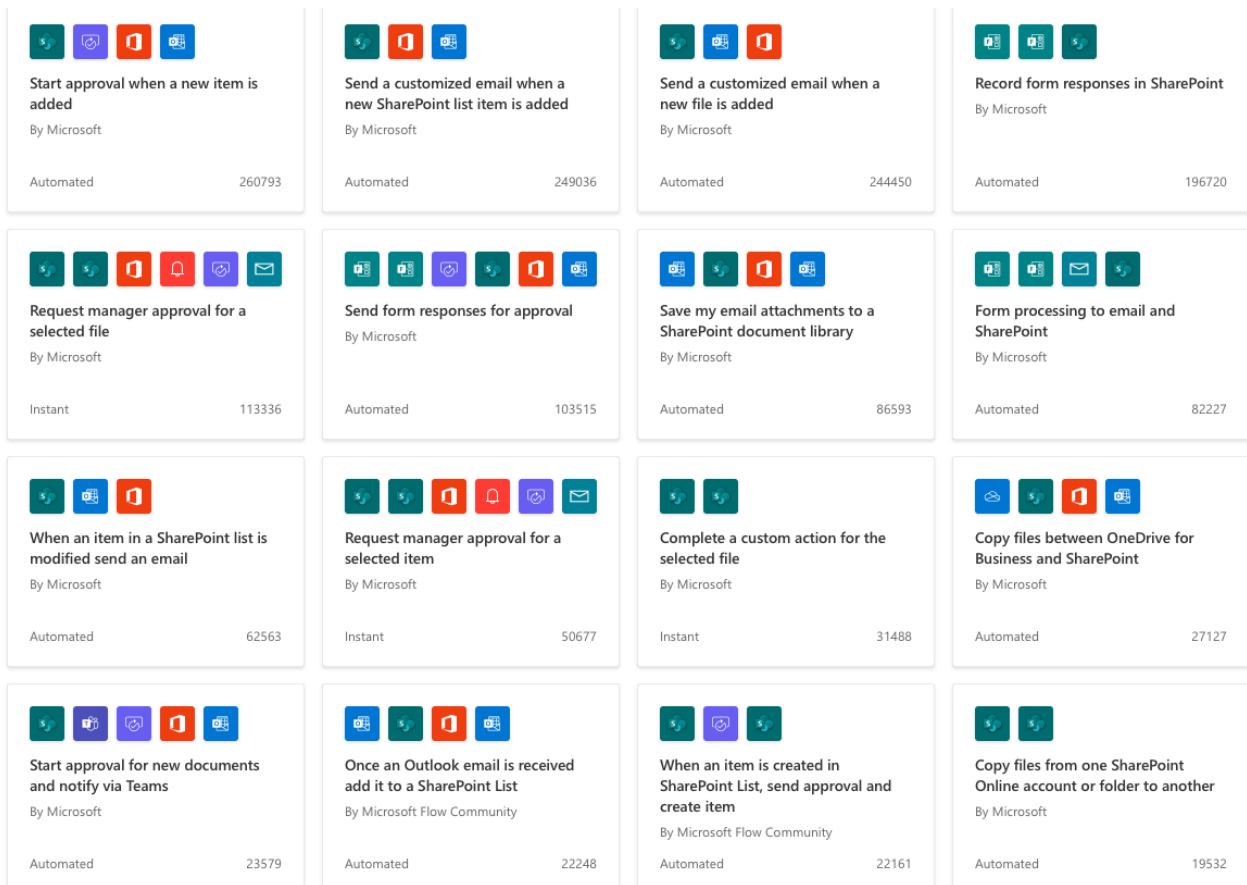 Start approval when a new item is
added
By Microsoft
Automated 260793
Send a customized email when a
new SharePoint list item is added
By Microsoft
Automated 249036
Send a customized email when a
new file is added
By Microsoft
Automated 244450
Record form responses in SharePoint
By Microsoft
Automated 196720
Request manager approval for a
selected file
By Microsoft
Instant 113336
Send form responses for approval
By Microsoft
Automated 103515
Save my email attachments to a
SharePoint document library
By Microsoft
Automated 86593
Form processing to email and
SharePoint
By Microsoft
Automated 82227
When an item in a SharePoint list is
modified send an email
By Microsoft
Automated 62563
Request manager approval for a
selected item
By Microsoft
Instant 50677
Complete a custom action for the
selected file
By Microsoft
Instant 31488
Copy files between OneDrive for
Business and SharePoint
By Microsoft
Automated 27127
Start approval for new documents
and notify via Teams
By Microsoft
Automated 23579
Once an Outlook email is received
add it to a SharePoint List
By Microsoft Flow Community
Automated 22248
When an item is created in
SharePoint List, send approval and
create item
By Microsoft Flow Community
Automated 22161
Copy files from one SharePoint
Online account or folder to another
By Microsoft
Automated 19532